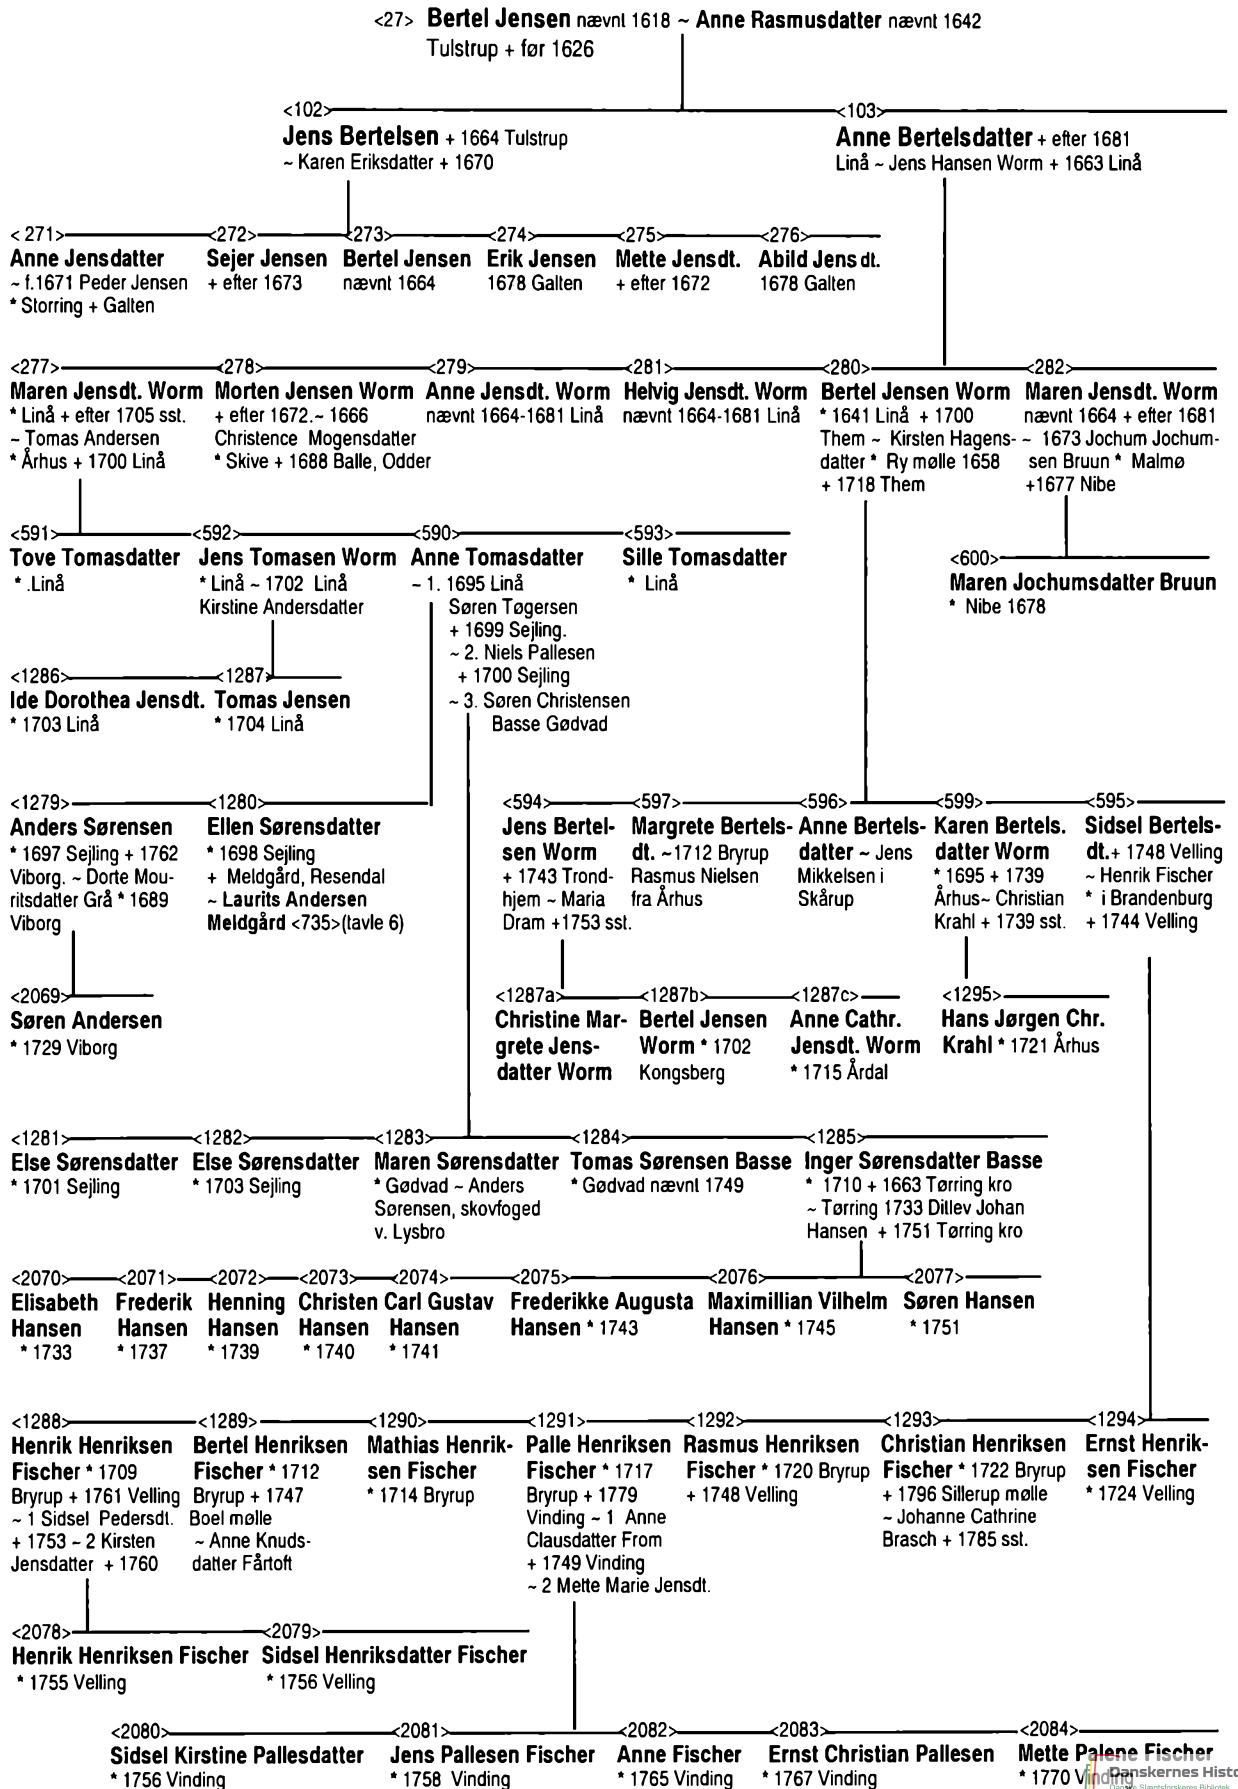 <27> Bertel Jensen nævnt 1618 ~ Anne Rasmusdatter nævnt 1642
Tulstrup + før 1626
<102>
Jens Bertelsen + 1664 Tulstrup
~ Karen Eriksdatter + 1670
<103>
Anne Bertelsdatter + efter 1681
Linå ~ Jens Hansen Worm + 1663 Linå
<271>
Anne Jensdatter
~ f.1671 Peder Jensen
* Storring + Galten
<272>
Sejer Jensen
+ efter 1673
<273>
Bertel Jensen
nævnt 1664
<274>
Erik Jensen
1678 Galten
<275>
Mette Jensdt.
+ efter 1672
<276>
Abild Jensdt.
1678 Galten
<277>
Maren Jensdt. Worm
* Linå + efter 1705 sst.
~ Tomas Andersen
* Århus + 1700 Linå
<278>
Morten Jensen Worm
+ efter 1672.~ 1666
Christence Mogensdatter
* Skive + 1688 Balle, Odder
<279>
Anne Jensdt. Worm
nævnt 1664-1681 Linå
<281>
Helvig Jensdt. Worm
nævnt 1664-1681 Linå
<280>
Bertel Jensen Worm
* 1641 Linå + 1700
Them ~ Kirsten Hagens-
datter * Ry mølle 1658
+ 1718 Them
<282>
Maren Jensdt. Worm
nævnt 1664 + efter 1681
~ 1673 Jochum Jochum-
sen Bruun * Malmø
+1677 Nibe
<591>
Tove Tomasdatter
* .Linå
<592>
Jens Tomasen Worm
* Linå ~ 1702 Linå
Kirstine Andersdatter
<590>
Anne Tomasdatter
~ 1. 1695 Linå
Søren Tøgersen
+ 1699 Sejling.
~ 2. Niels Pallesen
+ 1700 Sejling
~ 3. Søren Christensen
Basse Gødvad
<593>
Sille Tomasdatter
* Linå
<600>
Maren Jochumsdatter Bruun
* Nibe 1678
<1286>
Ide Dorothea Jensdt.
* 1703 Linå
<1287>
Tomas Jensen
* 1704 Linå
<1279>
Anders Sørensen
* 1697 Sejling + 1762
Viborg. ~ Dorte Mou-
ritsdatter Grå * 1689
Viborg
<1280>
Ellen Sørensdatter
* 1698 Sejling
+ Meldgård, Resendal
~ Laurits Andersen
Meldgård <735>(tavle 6)
<594>
Jens Bertel-
sen Worm
+ 1743 Trond-
hjem ~ Maria
Dram +1753 sst.
<597>
Margrete Bertels-
dt. ~1712 Bryrup
Rasmus Nielsen
fra Århus
<596>
Anne Bertels-
datter ~ Jens
Mikkelsen i
Skårup
<599>
Karen Bertels.
datter Worm
* 1695 + 1739
Århus~ Christian
Krahl + 1739 sst.
<595>
Sidsel Bertels-
dt.+ 1748 Velling
~ Henrik Fischer
* i Brandenburg
+ 1744 Velling
<2069>
Søren Andersen
* 1729 Viborg
<1287a>
Christine Mar-
grete Jens-
datter Worm
<1287b>
Bertel Jensen
Worm * 1702
Kongsberg
<1287c>
Anne Cathr.
Jensdt. Worm
* 1715 Årdal
<1295>
Hans Jørgen Chr.
Krahl * 1721 Århus
<1281>
Else Sørensdatter
* 1701 Sejling
<1282>
Else Sørensdatter
* 1703 Sejling
<1283>
Maren Sørensdatter
* Gødvad ~ Anders
Sørensen, skovfoged
v. Lysbro
<1284>
Tomas Sørensen Basse
* Gødvad nævnt 1749
<1285>
Inger Sørensdatter Basse
* 1710 + 1663 Tørring kro
~ Tørring 1733 Ditlev Johan
Hansen + 1751 Tørring kro
<2070>
Elisabeth
Hansen
* 1733
<2071>
Frederik
Hansen
* 1737
<2072>
Henning
Hansen
* 1739
<2073>
Christen
Hansen
* 1740
<2074>
Carl Gustav
Hansen
* 1741
<2075>
Frederikke Augusta
Hansen * 1743
<2076>
Maximillian Vilhelm
Hansen * 1745
<2077>
Søren Hansen
* 1751
<1288>
Henrik Henriksen
Fischer * 1709
Bryrup + 1761 Velling
~ 1 Sidsel Pedersdt.
+ 1753 ~ 2 Kirsten
Jensdatter + 1760
<1289>
Bertel Henriksen
Fischer * 1712
Bryrup + 1747
Boel mølle
~ Anne Knuds-
datter Fårtoft
<1290>
Mathias Henrik-
sen Fischer
* 1714 Bryrup
<1291>
Palle Henriksen
Fischer * 1717
Bryrup + 1779
Vinding ~ 1 Anne
Clausdatter From
+ 1749 Vinding
~ 2 Mette Marie Jensdt.
<1292>
Rasmus Henriksen
Fischer * 1720 Bryrup
+ 1748 Velling
<1293>
Christian Henriksen
Fischer * 1722 Bryrup
+ 1796 Sillerup mølle
~ Johanne Cathrine
Brasch + 1785 sst.
<1294>
Ernst Henrik-
sen Fischer
* 1724 Velling
<2078>
Henrik Henriksen Fischer
* 1755 Velling
<2079>
Sidsel Henriksdatter Fischer
* 1756 Velling
<2080>
Sidsel Kirstine Pallesdatter
* 1756 Vinding
<2081>
Jens Pallesen Fischer
* 1758 Vinding
<2082>
Anne Fischer
* 1765 Vinding
<2083>
Ernst Christian Pallesen
* 1767 Vinding
<2084>
Mette Palene Fischer
* 1770 Vinding
Danskernes Histo
Danske Slægtsforskeres Bibliotek